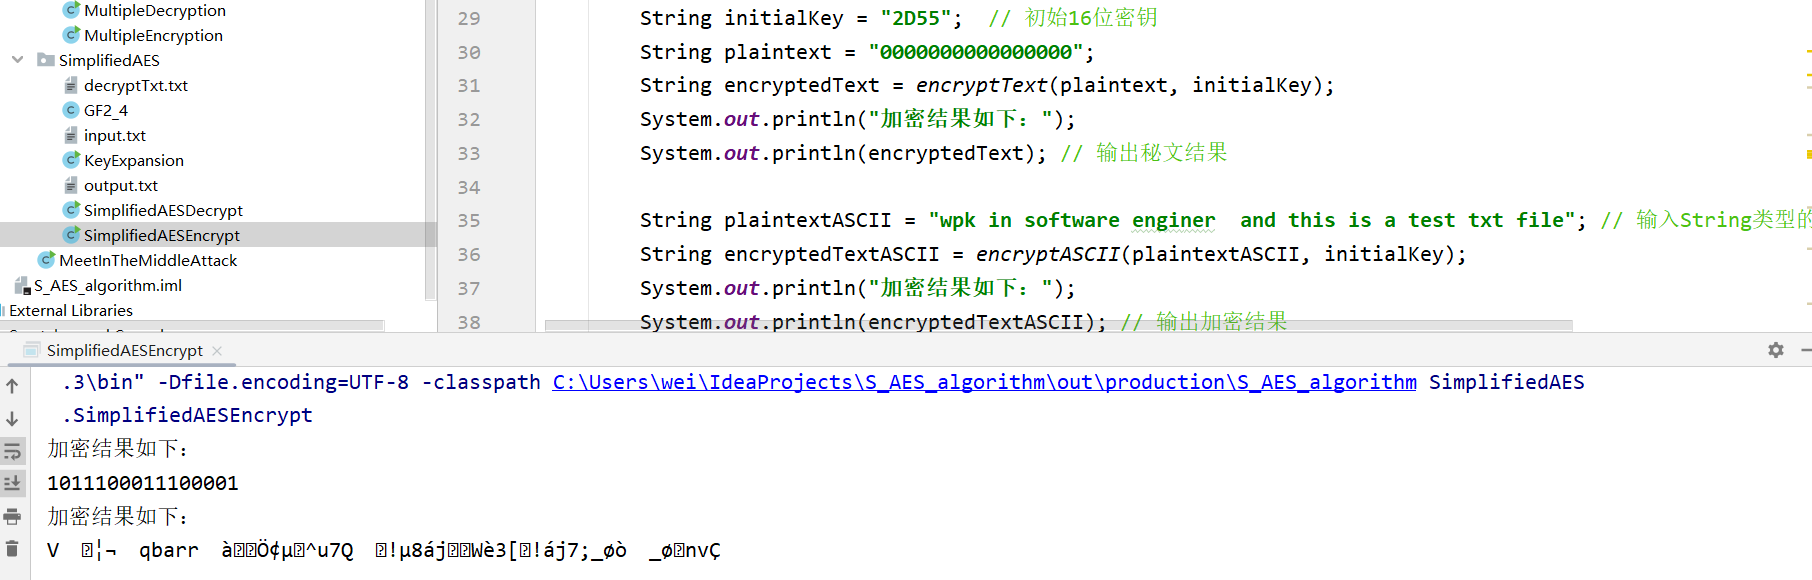 MultipleDecryption
MultipleEncryption
SimplifiedAES
decryptTxt.txt
GF2_4
input.txt
KeyExpansion
output.txt
SimplifiedAESDecrypt
SimplifiedAESEncrypt
MeetInTheMiddleAttack
S_AES_algorithm.iml
External Libraries
29 String initialKey = "2D55";  // 初始16位密钥
30 String plaintext = "0000000000000000";
31 String encryptedText = encryptText(plaintext, initialKey);
32 System.out.println("加密结果如下：");
33 System.out.println(encryptedText); // 输出秘文结果
34
35 String plaintextASCII = "wpk in software enginer  and this is a test txt file"; // 输入String类型的
36 String encryptedTextASCII = encryptASCII(plaintextASCII, initialKey);
37 System.out.println("加密结果如下：");
38 System.out.println(encryptedTextASCII); // 输出加密结果
SimplifiedAESEncrypt
.3\bin" -Dfile.encoding=UTF-8 -classpath C:\Users\wei\IdeaProjects\S_AES_algorithm\out\production\S_AES_algorithm SimplifiedAES
.SimplifiedAESEncrypt
加密结果如下：
1011100011100001
加密结果如下：
V  ¦¬  qbarr  àÖ¢µ^u7Q  !µ8ájWè3[!áj7;_øò  _ønvÇ